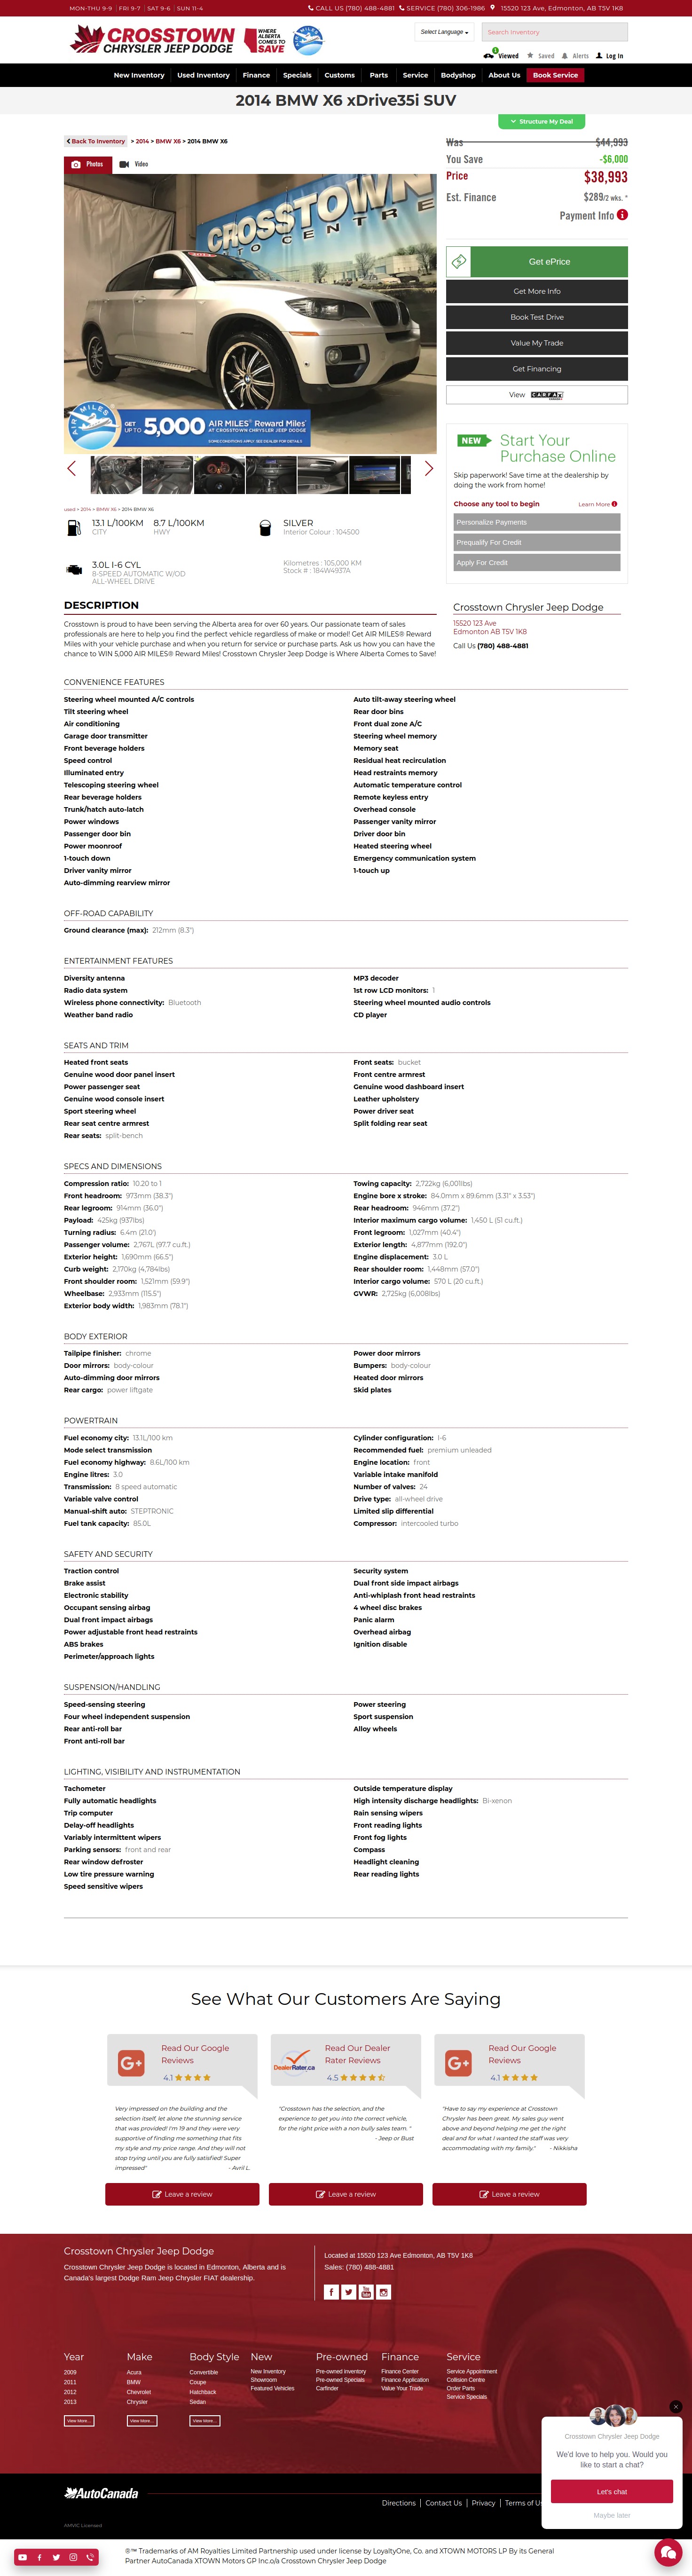 MON-THU 9-9 FRI 9-7 SAT 9-6 SUN 11-4
CALL US (780) 488-4881 SERVICE (780) 306-1986 15520 123 Ave, Edmonton, AB T5V 1K8
CROSSTOWN
CHRYSLER JEEP DODGE
WHERE
ALBERTA
COMES TO
SAVE
Select Language
Search Inventory
1
Viewed Saved Alerts Log In
New Inventory Used Inventory Finance Specials Customs Parts Service Bodyshop About Us Book Service
2014 BMW X6 xDrive35i SUV
Structure My Deal
Back To Inventory > 2014 > BMW X6 > 2014 BMW X6
Photos Video
CROSSTOWN
CENTRE
AIR MILES
GET
UP TO
5,000
AIR MILES® Reward Miles
AT CROSSTOWN CHRYSLER JEEP DODGE
SOME CONDITIONS APPLY. SEE DEALER FOR DETAILS.
Was $44,993
You Save -$6,000
Price $38,993
Est. Finance $289/2 wks. *
Payment Info
Get ePrice
Get More Info
Book Test Drive
Value My Trade
Get Financing
View CARFAX
NEW
Start Your
Purchase Online
Skip paperwork! Save time at the dealership by
doing the work from home!
Choose any tool to begin Learn More
Personalize Payments
Prequalify For Credit
Apply For Credit
used > 2014 > BMW X6 > 2014 BMW X6
13.1 L/100KM 8.7 L/100KM SILVER
CITY HWY Interior Colour : 104500
3.0L I-6 CYL Kilometres : 105,000 KM
8-SPEED AUTOMATIC W/OD Stock # : 184W4937A
ALL-WHEEL DRIVE
DESCRIPTION
Crosstown is proud to have been serving the Alberta area for over 60 years. Our passionate team of sales
professionals are here to help you find the perfect vehicle regardless of make or model! Get AIR MILES® Reward
Miles with your vehicle purchase and when you return for service or purchase parts. Ask us how you can have the
chance to WIN 5,000 AIR MILES® Reward Miles! Crosstown Chrysler Jeep Dodge is Where Alberta Comes to Save!
Crosstown Chrysler Jeep Dodge
15520 123 Ave
Edmonton AB T5V 1K8
Call Us (780) 488-4881
CONVENIENCE FEATURES
Steering wheel mounted A/C controls Auto tilt-away steering wheel
Tilt steering wheel Rear door bins
Air conditioning Front dual zone A/C
Garage door transmitter Steering wheel memory
Front beverage holders Memory seat
Speed control Residual heat recirculation
Illuminated entry Head restraints memory
Telescoping steering wheel Automatic temperature control
Rear beverage holders Remote keyless entry
Trunk/hatch auto-latch Overhead console
Power windows Passenger vanity mirror
Passenger door bin Driver door bin
Power moonroof Heated steering wheel
1-touch down Emergency communication system
Driver vanity mirror 1-touch up
Auto-dimming rearview mirror
OFF-ROAD CAPABILITY
Ground clearance (max): 212mm (8.3")
ENTERTAINMENT FEATURES
Diversity antenna MP3 decoder
Radio data system 1st row LCD monitors: 1
Wireless phone connectivity: Bluetooth Steering wheel mounted audio controls
Weather band radio CD player
SEATS AND TRIM
Heated front seats Front seats: bucket
Genuine wood door panel insert Front centre armrest
Power passenger seat Genuine wood dashboard insert
Genuine wood console insert Leather upholstery
Sport steering wheel Power driver seat
Rear seat centre armrest Split folding rear seat
Rear seats: split-bench
SPECS AND DIMENSIONS
Compression ratio: 10.20 to 1 Towing capacity: 2,722kg (6,001lbs)
Front headroom: 973mm (38.3") Engine bore x stroke: 84.0mm x 89.6mm (3.31" x 3.53")
Rear legroom: 914mm (36.0") Rear headroom: 946mm (37.2")
Payload: 425kg (937lbs) Interior maximum cargo volume: 1,450 L (51 cu.ft.)
Turning radius: 6.4m (21.0') Front legroom: 1,027mm (40.4")
Passenger volume: 2,767L (97.7 cu.ft.) Exterior length: 4,877mm (192.0")
Exterior height: 1,690mm (66.5") Engine displacement: 3.0 L
Curb weight: 2,170kg (4,784lbs) Rear shoulder room: 1,448mm (57.0")
Front shoulder room: 1,521mm (59.9") Interior cargo volume: 570 L (20 cu.ft.)
Wheelbase: 2,933mm (115.5") GVWR: 2,725kg (6,008lbs)
Exterior body width: 1,983mm (78.1")
BODY EXTERIOR
Tailpipe finisher: chrome Power door mirrors
Door mirrors: body-colour Bumpers: body-colour
Auto-dimming door mirrors Heated door mirrors
Rear cargo: power liftgate Skid plates
POWERTRAIN
Fuel economy city: 13.1L/100 km Cylinder configuration: I-6
Mode select transmission Recommended fuel: premium unleaded
Fuel economy highway: 8.6L/100 km Engine location: front
Engine litres: 3.0 Variable intake manifold
Transmission: 8 speed automatic Number of valves: 24
Variable valve control Drive type: all-wheel drive
Manual-shift auto: STEPTRONIC Limited slip differential
Fuel tank capacity: 85.0L Compressor: intercooled turbo
SAFETY AND SECURITY
Traction control Security system
Brake assist Dual front side impact airbags
Electronic stability Anti-whiplash front head restraints
Occupant sensing airbag 4 wheel disc brakes
Dual front impact airbags Panic alarm
Power adjustable front head restraints Overhead airbag
ABS brakes Ignition disable
Perimeter/approach lights
SUSPENSION/HANDLING
Speed-sensing steering Power steering
Four wheel independent suspension Sport suspension
Rear anti-roll bar Alloy wheels
Front anti-roll bar
LIGHTING, VISIBILITY AND INSTRUMENTATION
Tachometer Outside temperature display
Fully automatic headlights High intensity discharge headlights: Bi-xenon
Trip computer Rain sensing wipers
Delay-off headlights Front reading lights
Variably intermittent wipers Front fog lights
Parking sensors: front and rear Compass
Rear window defroster Headlight cleaning
Low tire pressure warning Rear reading lights
Speed sensitive wipers
See What Our Customers Are Saying
Read Our Google
Reviews
4.1
Very impressed on the building and the
selection itself, let alone the stunning service
that was provided! I'm 19 and they were very
supportive of finding me something that fits
my style and my price range. And they will not
stop trying until you are fully satisfied! Super
impressed" - Avril L.
Leave a review
DealerRater.ca
Read Our Dealer
Rater Reviews
4.5
"Crosstown has the selection, and the
experience to get you into the correct vehicle,
for the right price with a non bully sales team. "
- Jeep or Bust
Leave a review
Read Our Google
Reviews
4.1
"Have to say my experience at Crosstown
Chrysler has been great. My sales guy went
above and beyond helping me get the right
deal and for what I wanted the staff was very
accommodating with my family." - Nikkisha
Leave a review
Crosstown Chrysler Jeep Dodge
Crosstown Chrysler Jeep Dodge is located in Edmonton, Alberta and is
Canada's largest Dodge Ram Jeep Chrysler FIAT dealership.
Located at 15520 123 Ave Edmonton, AB T5V 1K8
Sales: (780) 488-4881
Year Make Body Style New Pre-owned Finance Service
2009 Acura Convertible New Inventory Pre-owned inventory Finance Center Service Appointment
2011 BMW Coupe Showroom Pre-owned Specials Finance Application Collision Centre
2012 Chevrolet Hatchback Featured Vehicles Carfinder Value Your Trade Order Parts
2013 Chrysler Sedan Service Specials
View More... View More... View More...
Crosstown Chrysler Jeep Dodge
We'd love to help you. Would you
like to start a chat?
Let's chat
Maybe later
AutoCanada
Directions Contact Us Privacy Terms of Us
AMVIC Licensed
®™ Trademarks of AM Royalties Limited Partnership used under license by LoyaltyOne, Co. and XTOWN MOTORS LP By its General
Partner AutoCanada XTOWN Motors GP Inc.o/a Crosstown Chrysler Jeep Dodge